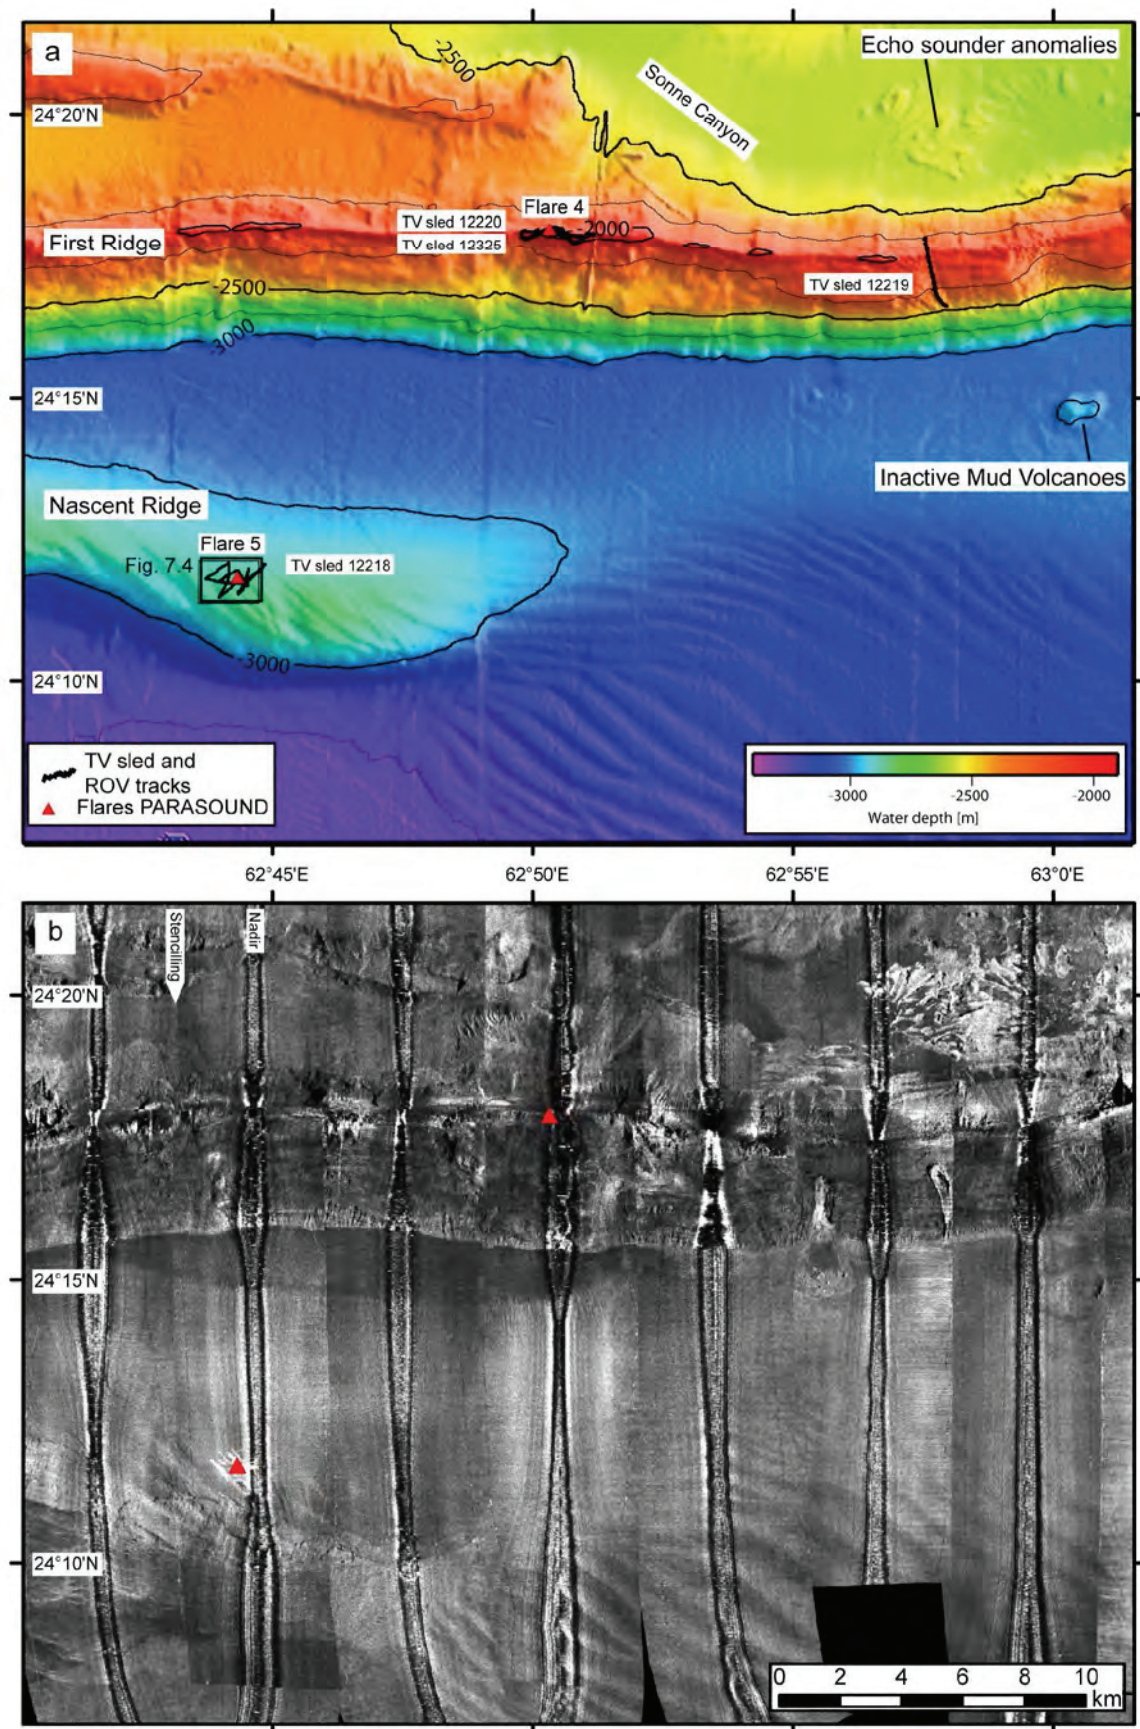 a
-2500
Echo sounder anomalies
Sonne Canyon
24°20'N
Flare 4
TV sled 12220
-2000
First Ridge
TV sled 12325
TV sled 12219
-2500
-3000
24°15'N
Inactive Mud Volcanoes
Nascent Ridge
Flare 5
Fig. 7.4
TV sled 12218
-3000
24°10'N
TV sled and
ROV tracks
Flares PARASOUND
-3000 -2500 -2000
Water depth [m]
62°45'E 62°50'E 62°55'E 63°0'E
b
Stencilling
Nadir
24°20'N
24°15'N
24°10'N
0 2 4 6 8 10
km